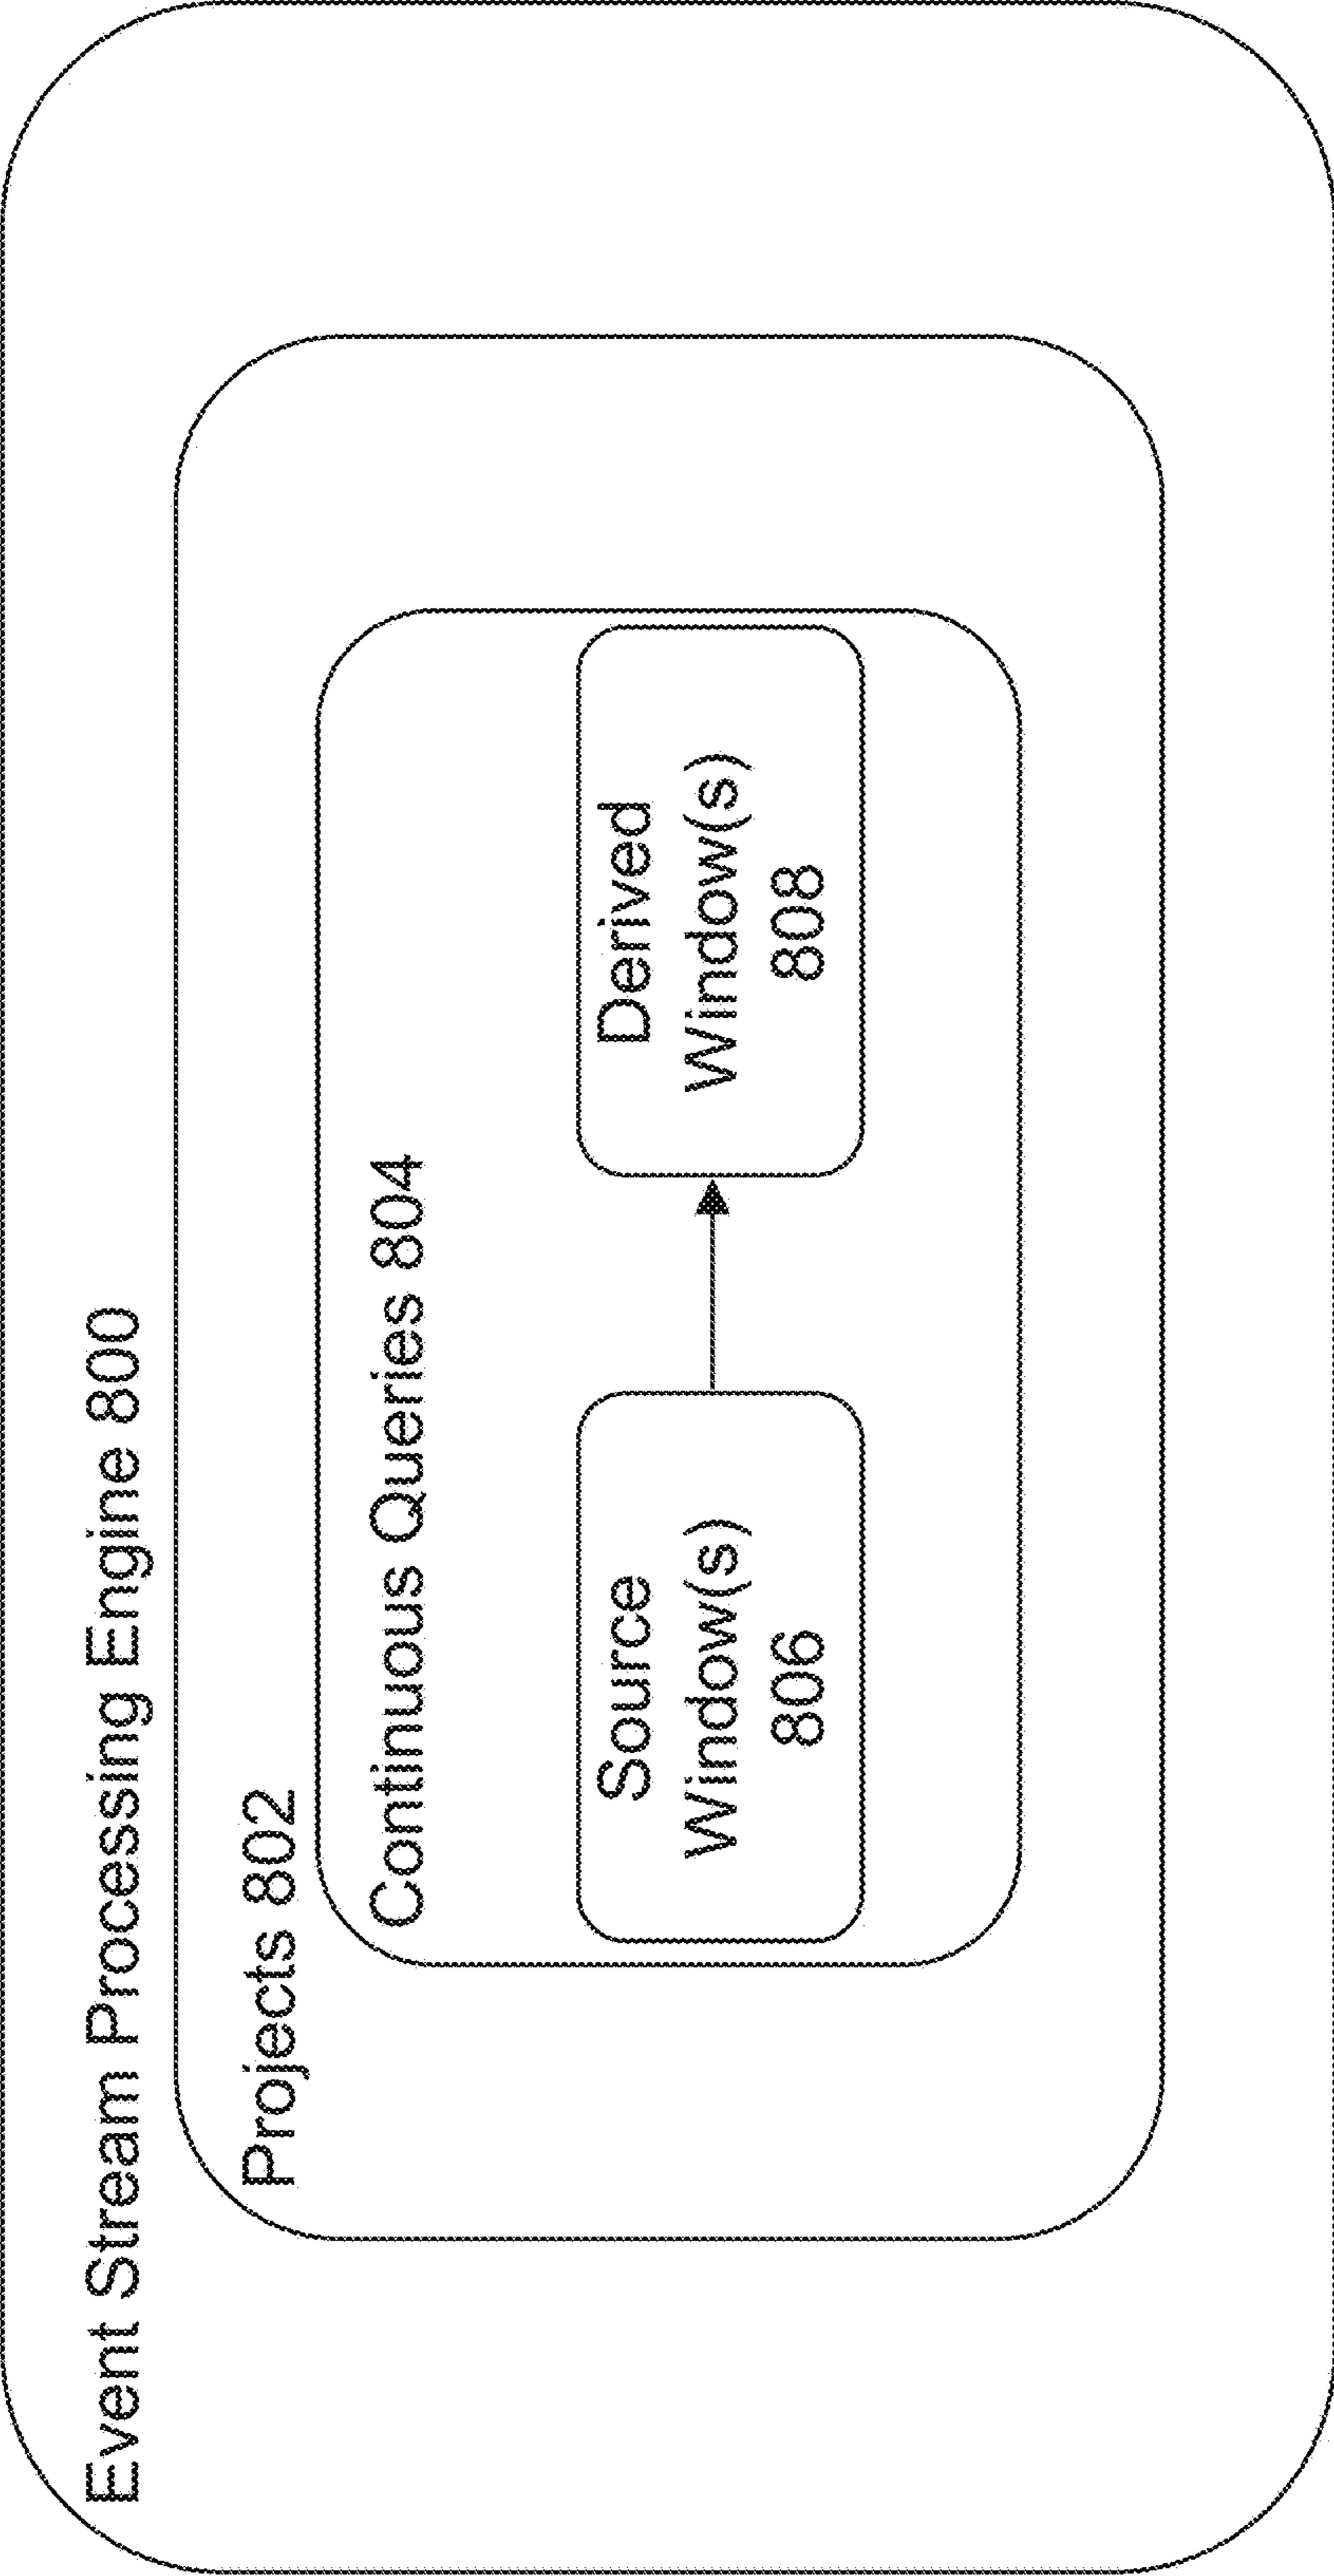 Event Stream Processing Engine 800
Projects 802
Continuous Queries 804
Source
Window(s)
806
Derived
Window(s)
808